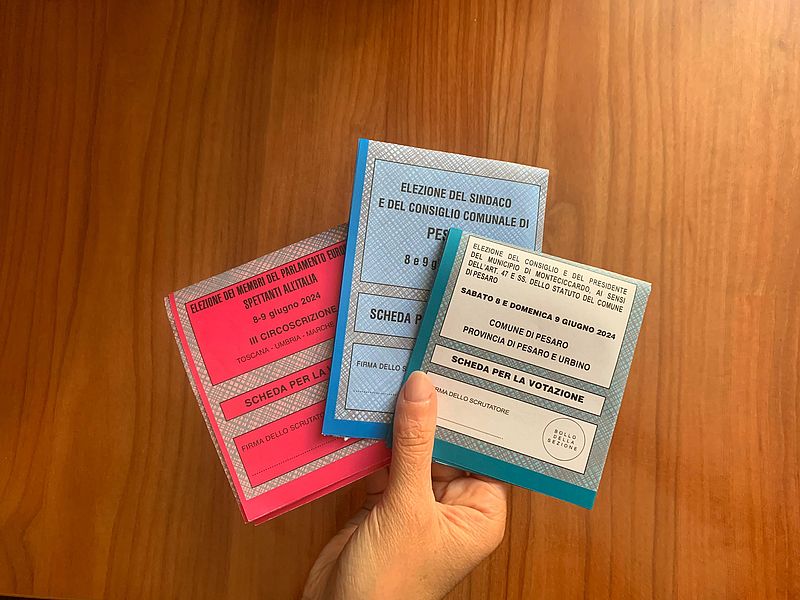 ELEZIONE DEI MEMBRI DEL PARLAMENTO
SPETTANTI ALL'ITALIA
8-9 giugno 2024
III CIRCOSCRIZIONE
TOSCANA - UMBRIA - MARCHE
SCHEDA PER LA
FIRMA DELLO SCRUTATO
ELEZIONE DEL SINDACO
E DEL CONSIGLIO COMUNALE DI
PES
8 e 9 g
SCHEDA P
FIRMA DELLO SC
ELEZIONE DEL CONSIGLIO E DEL PRESIDENTE
DEL MUNICIPIO DI MONTECICCARDO, AI SENSI
DELL'ART. 47 E SS. DELLO STATUTO DEL COMUNE
DI PESARO
SABATO 8 E DOMENICA 9 GIUGNO 2024
COMUNE DI PESARO
PROVINCIA DI PESARO E URBINO
SCHEDA PER LA VOTAZIONE
FIRMA DELLO SCRUTATORE
BOLLO
DELLA
SEZIONE